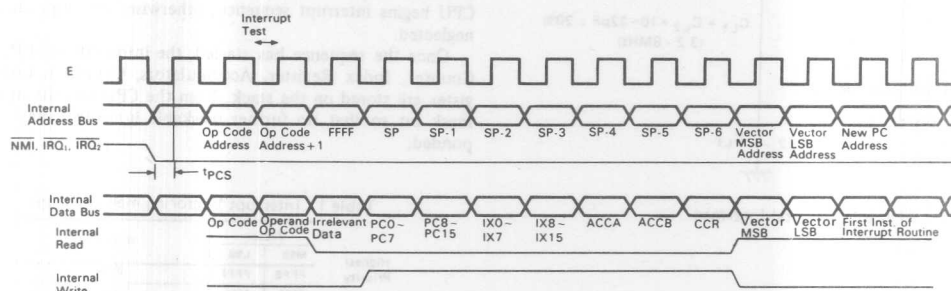 Interrupt
Test
E
Internal
Address Bus
Op Code
Address
Op Code
Address+1
FFFF
SP
SP-1
SP-2
SP-3
SP-4
SP-5
SP-6
Vector
MSB
Address
Vector
LSB
Address
New PC
Address
NMI, IRQ1, IRQ2
tPCS
Internal
Data Bus
Op Code
Operand
Op Code
Irrelevant
Data
PC0~
PC7
PC8~
PC15
IX0~
IX7
IX8~
IX15
ACCA
ACCB
CCR
Vector
MSB
Vector
LSB
First Inst. of
Interrupt Routine
Internal
Read
Internal
Write